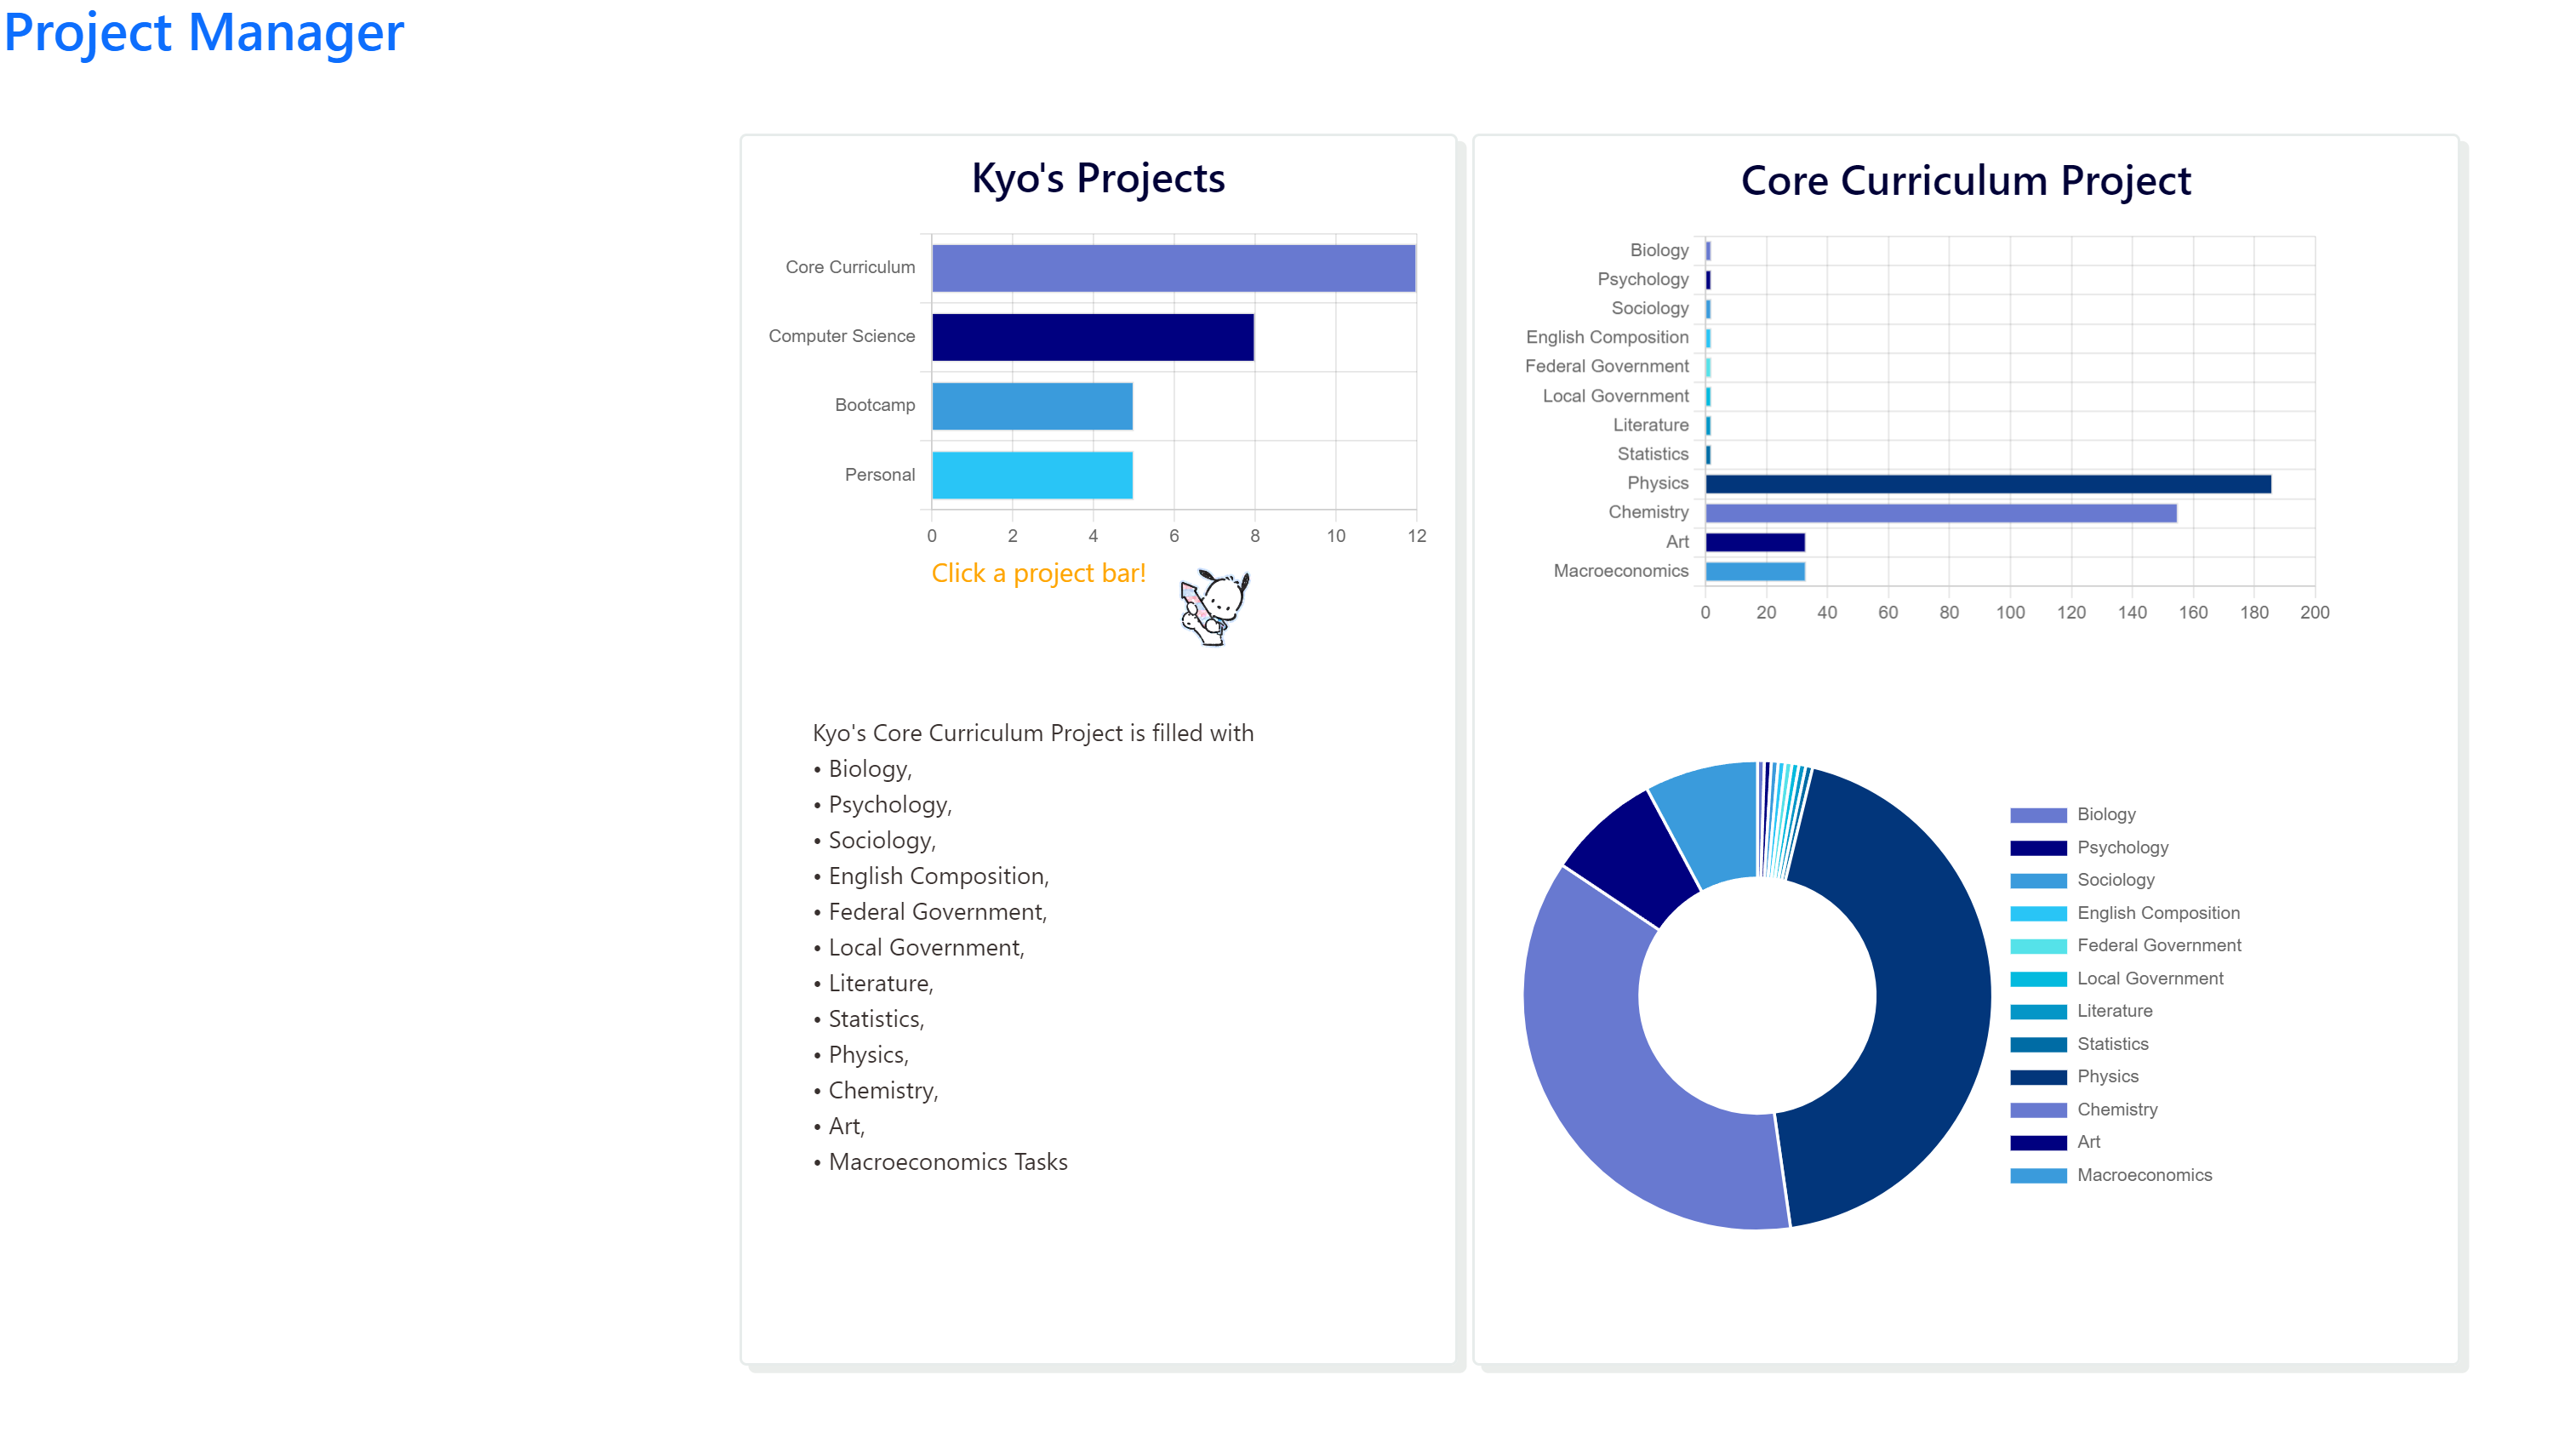 Project Manager
Kyo's Projects
Core Curriculum
Computer Science
Bootcamp
Personal
0 2 4 6 8 10 12
Click a project bar!
Kyo's Core Curriculum Project is filled with
• Biology,
• Psychology,
• Sociology,
• English Composition,
• Federal Government,
• Local Government,
• Literature,
• Statistics,
• Physics,
• Chemistry,
• Art,
• Macroeconomics Tasks
Core Curriculum Project
Biology
Psychology
Sociology
English Composition
Federal Government
Local Government
Literature
Statistics
Physics
Chemistry
Art
Macroeconomics
0 20 40 60 80 100 120 140 160 180 200
Biology
Psychology
Sociology
English Composition
Federal Government
Local Government
Literature
Statistics
Physics
Chemistry
Art
Macroeconomics